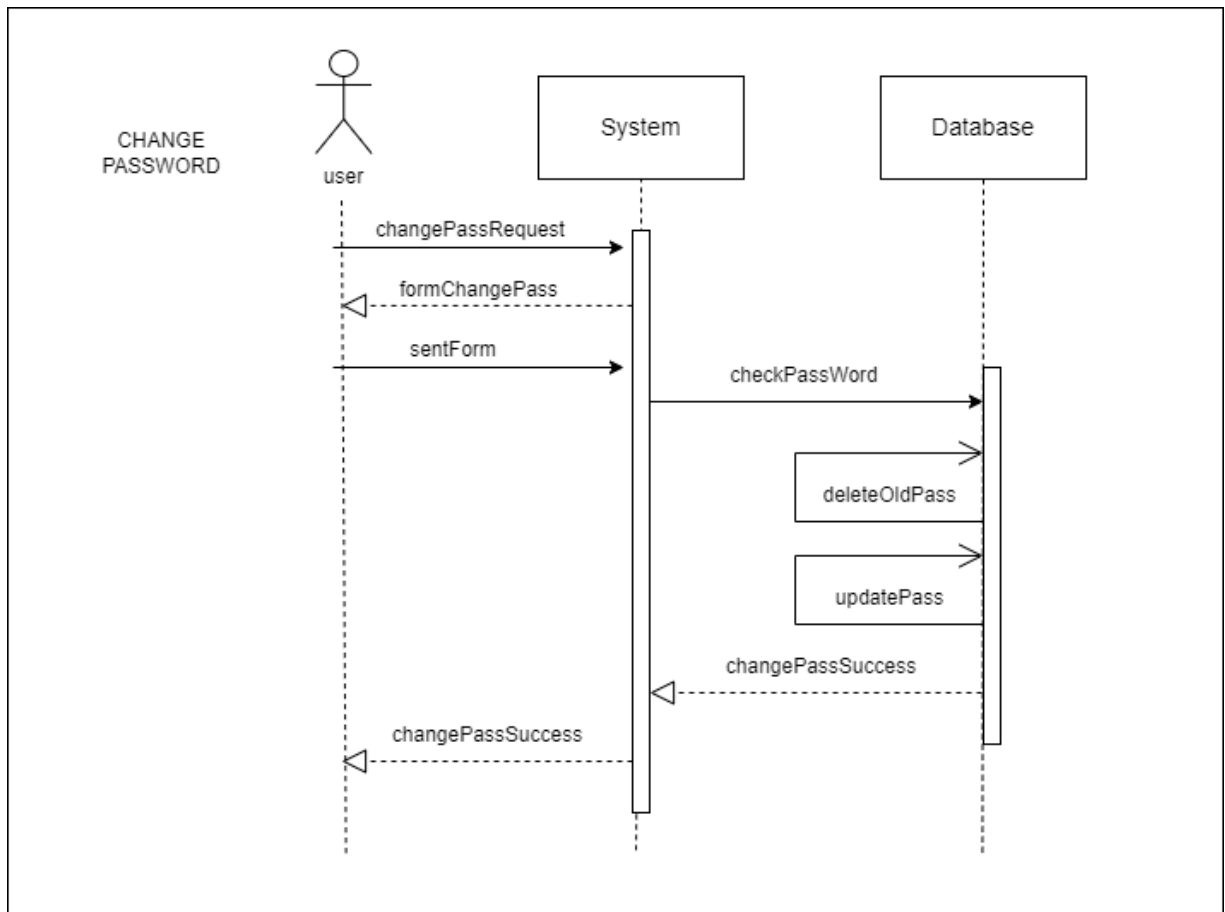 System
Database
CHANGE
PASSWORD
user
changePassRequest
formChangePass
sentForm
checkPassWord
deleteOldPass
updatePass
changePassSuccess
changePassSuccess